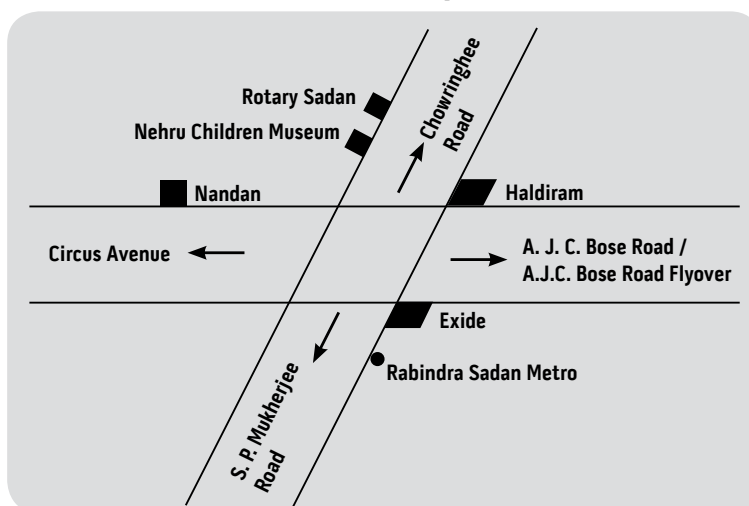 Rotary Sadan
Nehru Children Museum
Chowringhee
Road
Nandan
Haldiram
Circus Avenue
A. J. C. Bose Road /
A.J.C. Bose Road Flyover
Exide
Rabindra Sadan Metro
S. P. Mukherjee
Road